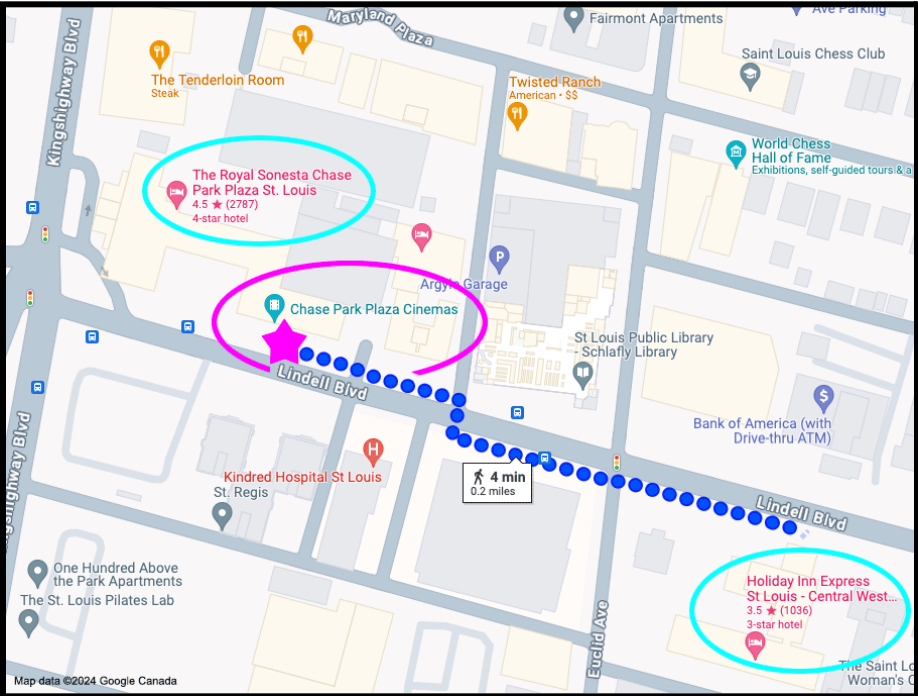 Maryland Plaza
Fairmont Apartments
Ave Parking
Kingshighway Blvd
The Tenderloin Room
Steak
Twisted Ranch
American • $$
Saint Louis Chess Club
World Chess
Hall of Fame
Exhibitions, self-guided tours & a
The Royal Sonesta Chase
Park Plaza St. Louis
4.5 ★ (2787)
4-star hotel
P
Argyle Garage
Chase Park Plaza Cinemas
St Louis Public Library
- Schlafly Library
Lindell Blvd
$
Bank of America (with
Drive-thru ATM)
H
Kindred Hospital St Louis
St. Regis
4 min
0.2 miles
Lindell Blvd
ngshighway Blvd
One Hundred Above
the Park Apartments
The St. Louis Pilates Lab
Holiday Inn Express
St Louis - Central West...
3.5 ★ (1036)
3-star hotel
Euclid Ave
The Saint Lo
Woman's C
Map data ©2024 Google Canada